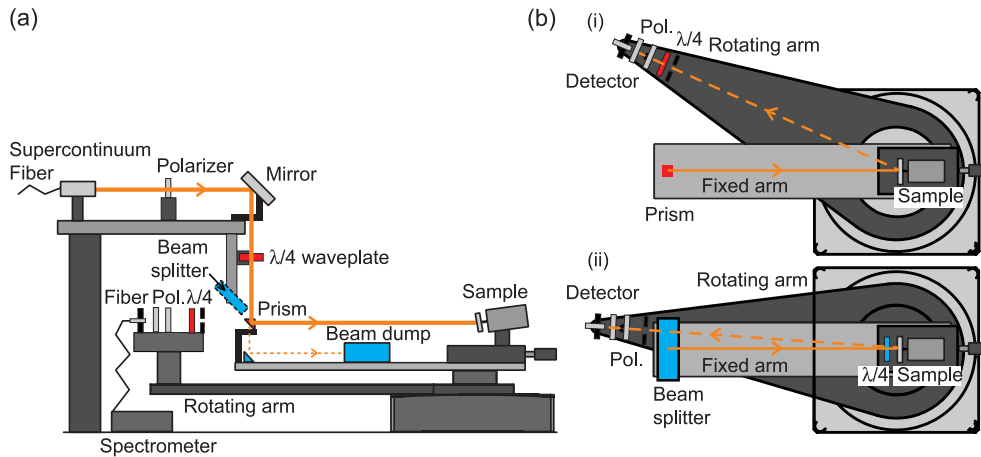 (a)
Supercontinuum
Fiber
Polarizer
Mirror
Beam
splitter
λ/4 waveplate
Fiber Pol. λ/4
Prism
Sample
Beam dump
Rotating arm
Spectrometer
(b)
(i)
Pol. λ/4
Rotating arm
Detector
Fixed arm
Sample
Prism
(ii)
Rotating arm
Detector
Pol.
Fixed arm
λ/4 Sample
Beam
splitter